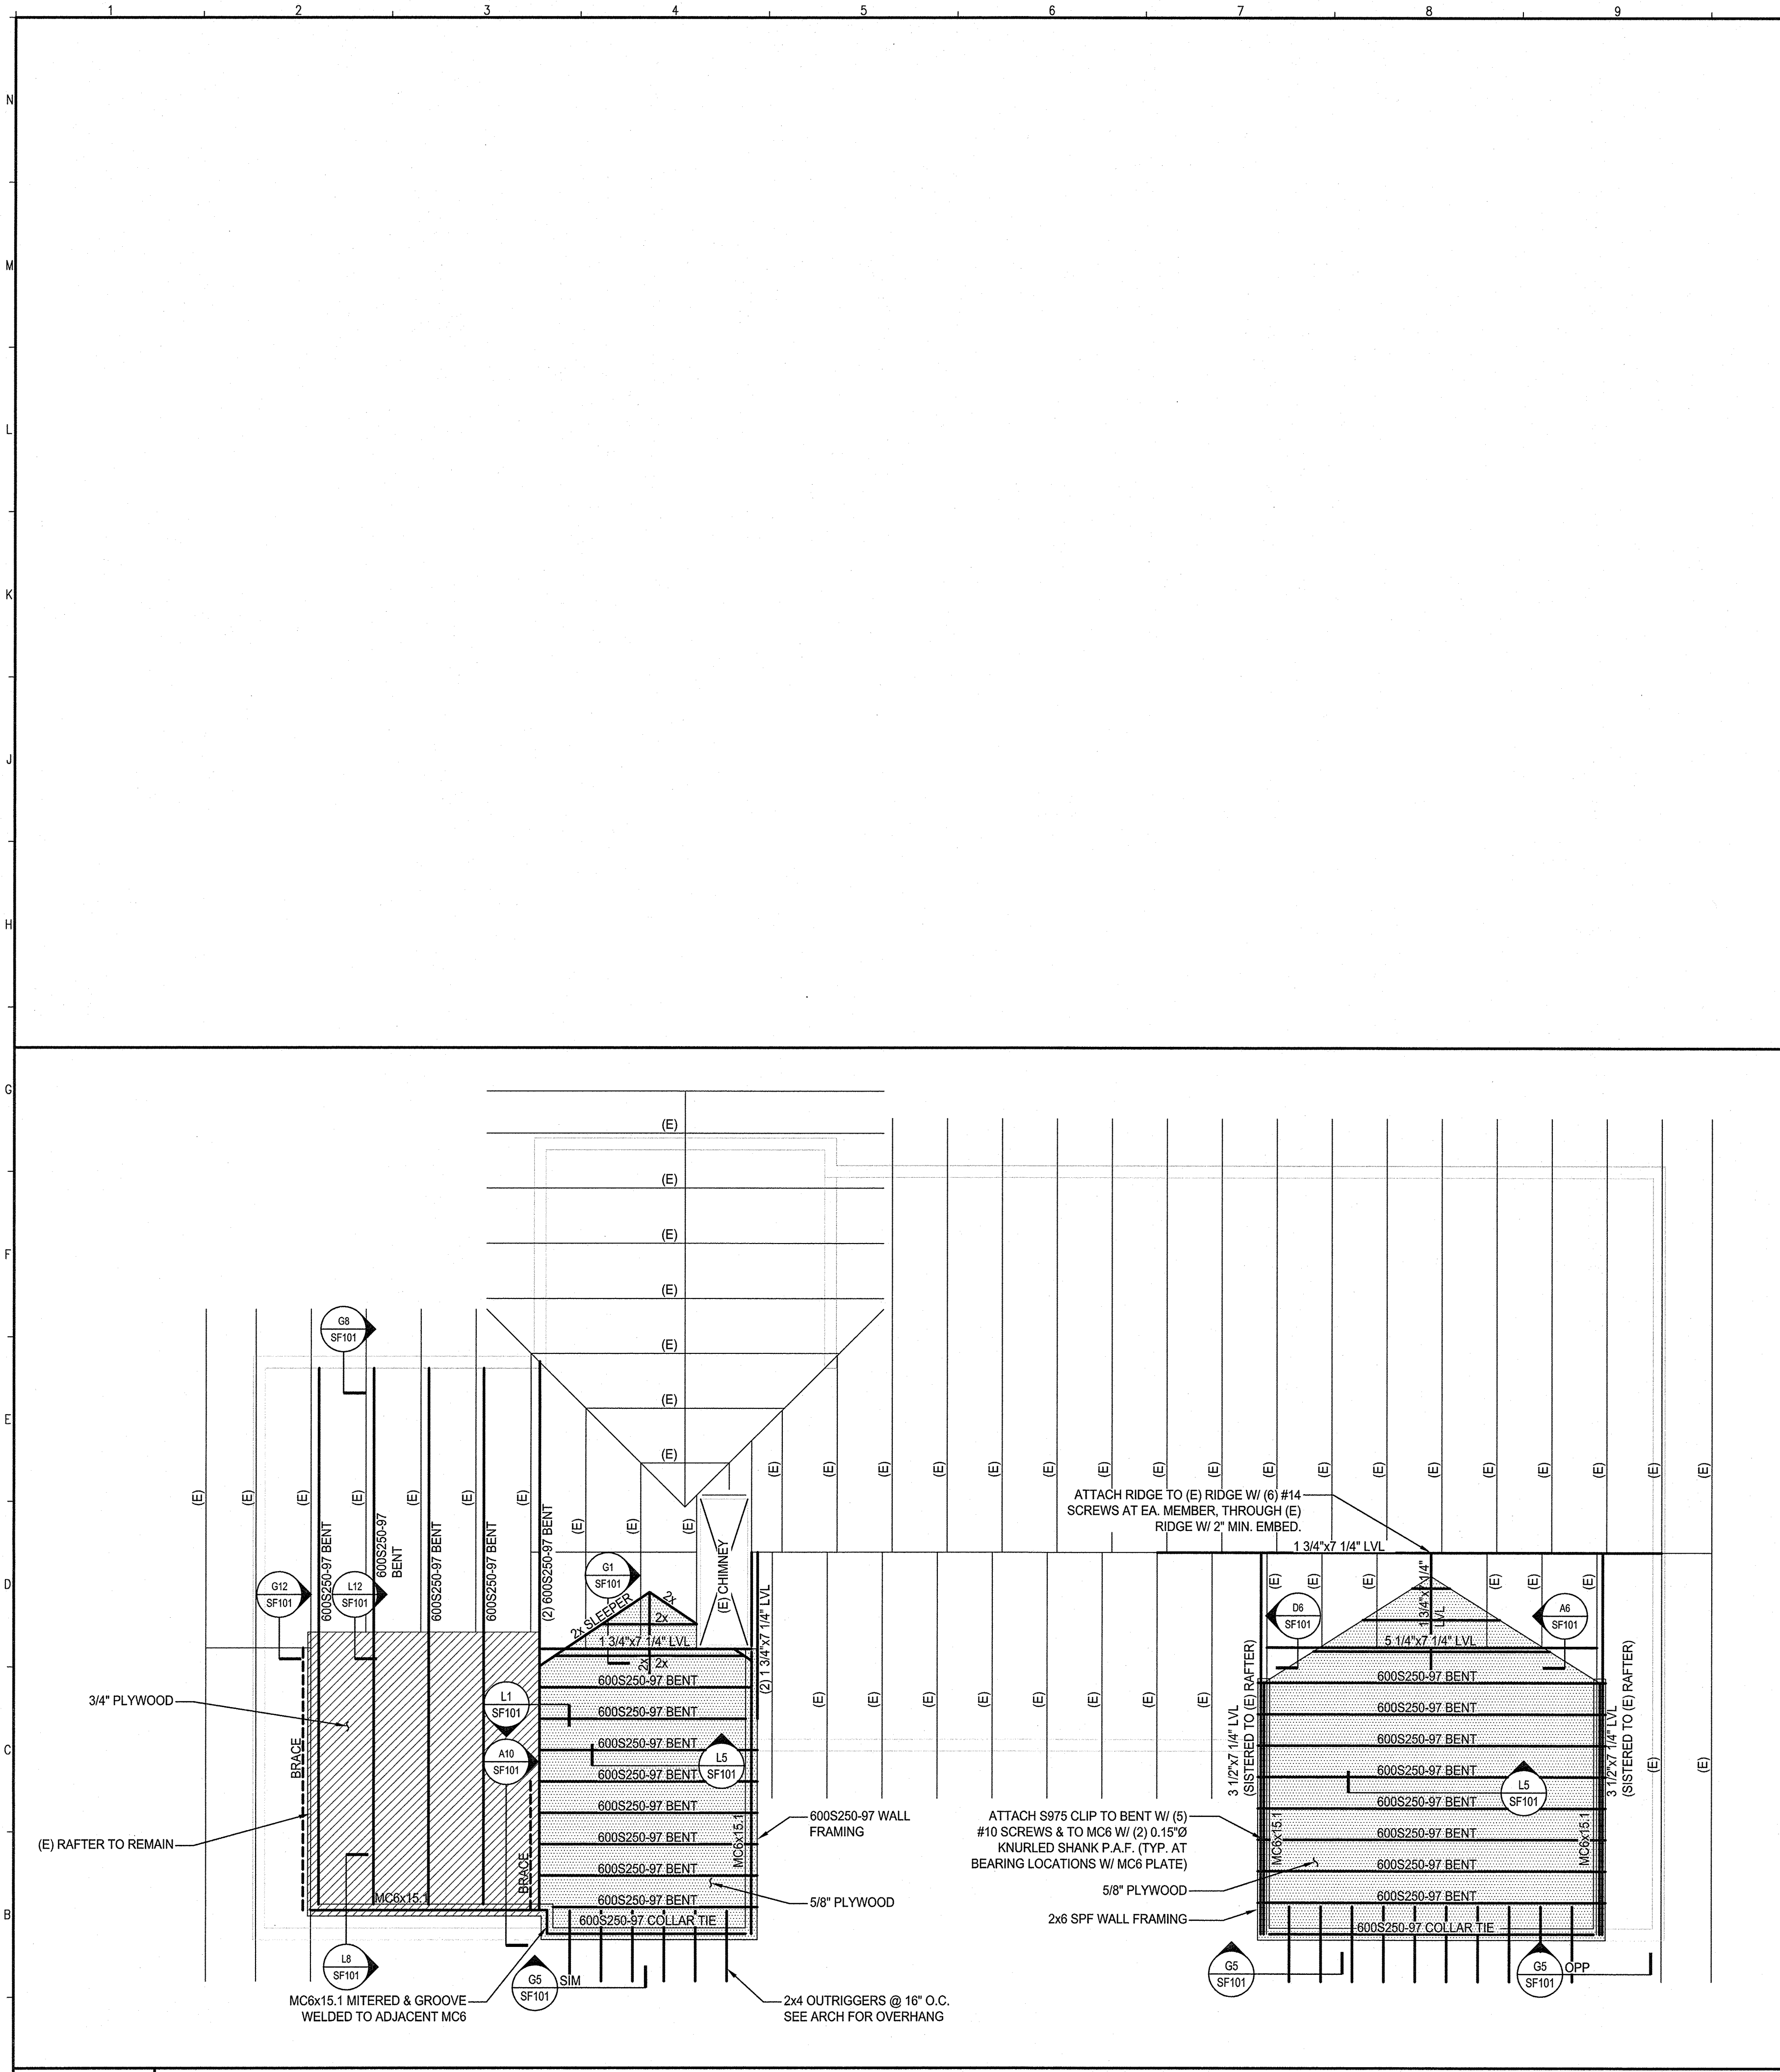 1 2 3 4 5 6 7 8 9
N
M
L
K
J
H
G
F
E
D
C
B
(E)
(E)
(E)
(E)
(E)
(E)
(E)
G8
SF101
(E) (E) (E) (E) (E) (E) (E) (E) (E) (E)
(E) (E) (E) (E) (E) (E) (E) (E) (E) (E) (E) (E) (E) (E) (E) (E) (E) (E)
ATTACH RIDGE TO (E) RIDGE W/ (6) #14
SCREWS AT EA. MEMBER, THROUGH (E)
RIDGE W/ 2" MIN. EMBED.
1 3/4"x7 1/4" LVL
600S250-97 BENT
600S250-97
BENT
600S250-97 BENT
600S250-97 BENT
(2) 600S250-97 BENT
(E) CHIMNEY
(2) 1 3/4"x7 1/4" LVL
G12
SF101
L12
SF101
G1
SF101
2x SLEEPER
2x
2x
1 3/4"x7 1/4" LVL
2x
2x
600S250-97 BENT
600S250-97 BENT
600S250-97 BENT
600S250-97 BENT
600S250-97 BENT
600S250-97 BENT
600S250-97 BENT
600S250-97 BENT
600S250-97 COLLAR TIE
MC6x15.1
L1
SF101
A10
SF101
L5
SF101
3/4" PLYWOOD
BRACE
(E) RAFTER TO REMAIN
BRACE
MC6x15.1
L8
SF101
MC6x15.1 MITERED & GROOVE
WELDED TO ADJACENT MC6
G5
SF101
SIM
2x4 OUTRIGGERS @ 16" O.C.
SEE ARCH FOR OVERHANG
600S250-97 WALL
FRAMING
5/8" PLYWOOD
(E) (E) (E) (E) (E) (E) (E) (E)
(E) (E) (E) (E) (E) (E)
D6
SF101
A6
SF101
1 3/4"x7 1/4"
LVL
5 1/4"x7 1/4" LVL
3 1/2"x7 1/4" LVL
(SISTERED TO (E) RAFTER)
600S250-97 BENT
600S250-97 BENT
600S250-97 BENT
600S250-97 BENT
600S250-97 BENT
600S250-97 BENT
600S250-97 BENT
600S250-97 BENT
600S250-97 COLLAR TIE
MC6x15.1
MC6x15.1
L5
SF101
3 1/2"x7 1/4" LVL
(SISTERED TO (E) RAFTER)
(E) (E)
ATTACH S975 CLIP TO BENT W/ (5)
#10 SCREWS & TO MC6 W/ (2) 0.15"Ø
KNURLED SHANK P.A.F. (TYP. AT
BEARING LOCATIONS W/ MC6 PLATE)
5/8" PLYWOOD
2x6 SPF WALL FRAMING
G5
SF101
G5
SF101
OPP